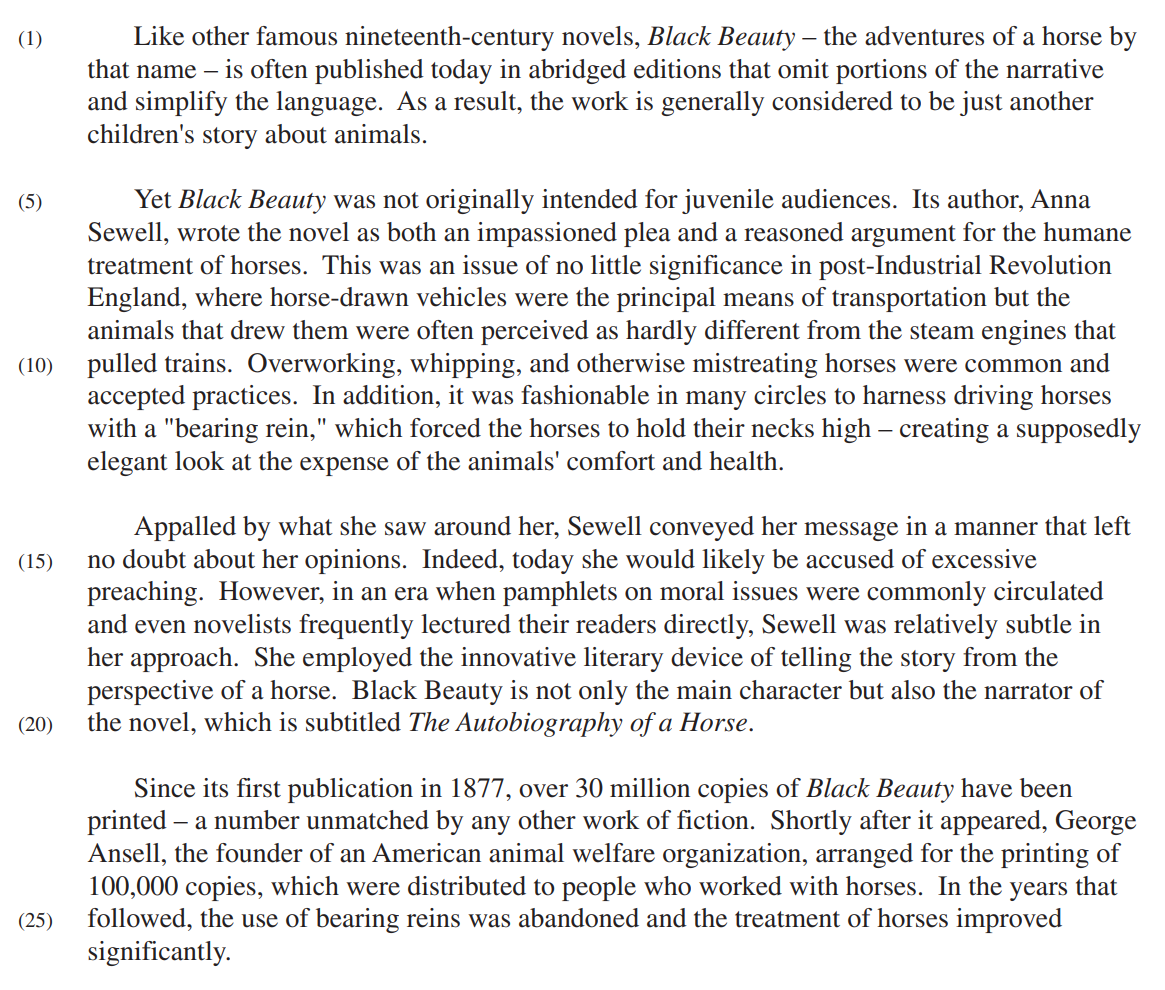 (1) Like other famous nineteenth-century novels, Black Beauty – the adventures of a horse by
that name – is often published today in abridged editions that omit portions of the narrative
and simplify the language. As a result, the work is generally considered to be just another
children's story about animals.
(5) Yet Black Beauty was not originally intended for juvenile audiences. Its author, Anna
Sewell, wrote the novel as both an impassioned plea and a reasoned argument for the humane
treatment of horses. This was an issue of no little significance in post-Industrial Revolution
England, where horse-drawn vehicles were the principal means of transportation but the
animals that drew them were often perceived as hardly different from the steam engines that
(10) pulled trains. Overworking, whipping, and otherwise mistreating horses were common and
accepted practices. In addition, it was fashionable in many circles to harness driving horses
with a "bearing rein," which forced the horses to hold their necks high – creating a supposedly
elegant look at the expense of the animals' comfort and health.
Appalled by what she saw around her, Sewell conveyed her message in a manner that left
(15) no doubt about her opinions. Indeed, today she would likely be accused of excessive
preaching. However, in an era when pamphlets on moral issues were commonly circulated
and even novelists frequently lectured their readers directly, Sewell was relatively subtle in
her approach. She employed the innovative literary device of telling the story from the
perspective of a horse. Black Beauty is not only the main character but also the narrator of
(20) the novel, which is subtitled The Autobiography of a Horse.
Since its first publication in 1877, over 30 million copies of Black Beauty have been
printed – a number unmatched by any other work of fiction. Shortly after it appeared, George
Ansell, the founder of an American animal welfare organization, arranged for the printing of
100,000 copies, which were distributed to people who worked with horses. In the years that
(25) followed, the use of bearing reins was abandoned and the treatment of horses improved
significantly.